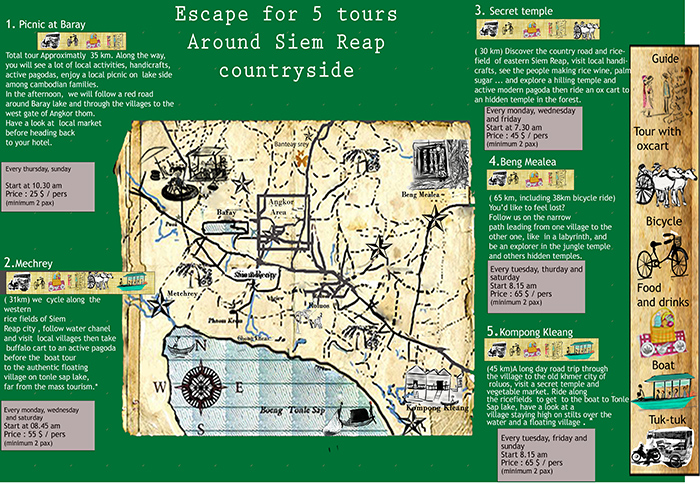 Escape for 5 tours
Around Siem Reap
countryside
1. Picnic at Baray
Total tour Approximatly 35 km. Along the way,
you will see a lot of local activities, handicrafts,
active pagodas, enjoy a local picnic on lake side
among cambodian families.
In the afternoon, we will follow a red road
around Baray lake and through the villages to the
west gate of Angkor thom.
Have a look at local market
before heading back
to your hotel.
Every thursday, sunday
Start at 10.30 am
Price : 25 $ / pers
(minimum 2 pax)
2.Mechrey
( 31km) we cycle along the
western
rice fields of Siem
Reap city , follow water chanel
and visit local villages then take
buffalo cart to an active pagoda
before the boat tour
to the authentic floating
village on tonle sap lake,
far from the mass tourism."
Every monday, wednesday
and saturday
Start at 08.45 am
Price : 55 $ / pers
(minimum 2 pax)
Banteay srey
Angkor
Area
Baray
Beng Mealea
Metchrey
Phnom Krom
Roluos
N
W
E
S
Boeng Tonle Sap
Kompong Kleang
3. Secret temple
( 30 km) Discover the country road and rice-
field of eastern Siem Reap, visit local handi-
crafts, see the people making rice wine, palm
sugar ... and explore a hilling temple and
active modern pagoda then ride an ox cart to
an hidden temple in the forest.
Every monday, wednesday
and friday
Start at 7.30 am
Price : 45 $ / pers
(minimum 2 pax)
4.Beng Mealea
( 65 km, including 38km bicycle ride)
You'd like to feel lost?
Follow us on the narrow
path leading from one village to the
other one, like in a labyrinth, and
be an explorer in the jungle temple
and others hidden temples.
Every tuesday, thurday and
saturday
Start 8.15 am
Price : 65 $ / pers
(minimum 2 pax)
5. Kompong Kleang
(45 km)A long day road trip through
the village to the old khmer city of
roluos, visit a secret temple and
vegetable market. Ride along
the ricefields to get to the boat to Tonle
Sap lake, have a look at a
village staying high on stilts over the
water and a floating village .
Every tuesday, friday and
sunday
Start 8.15 am
Price : 65 $ / pers
(minimum 2 pax)
Guide
Tour with
oxcart
Bicycle
Food
and drinks
Boat
Tuk-tuk